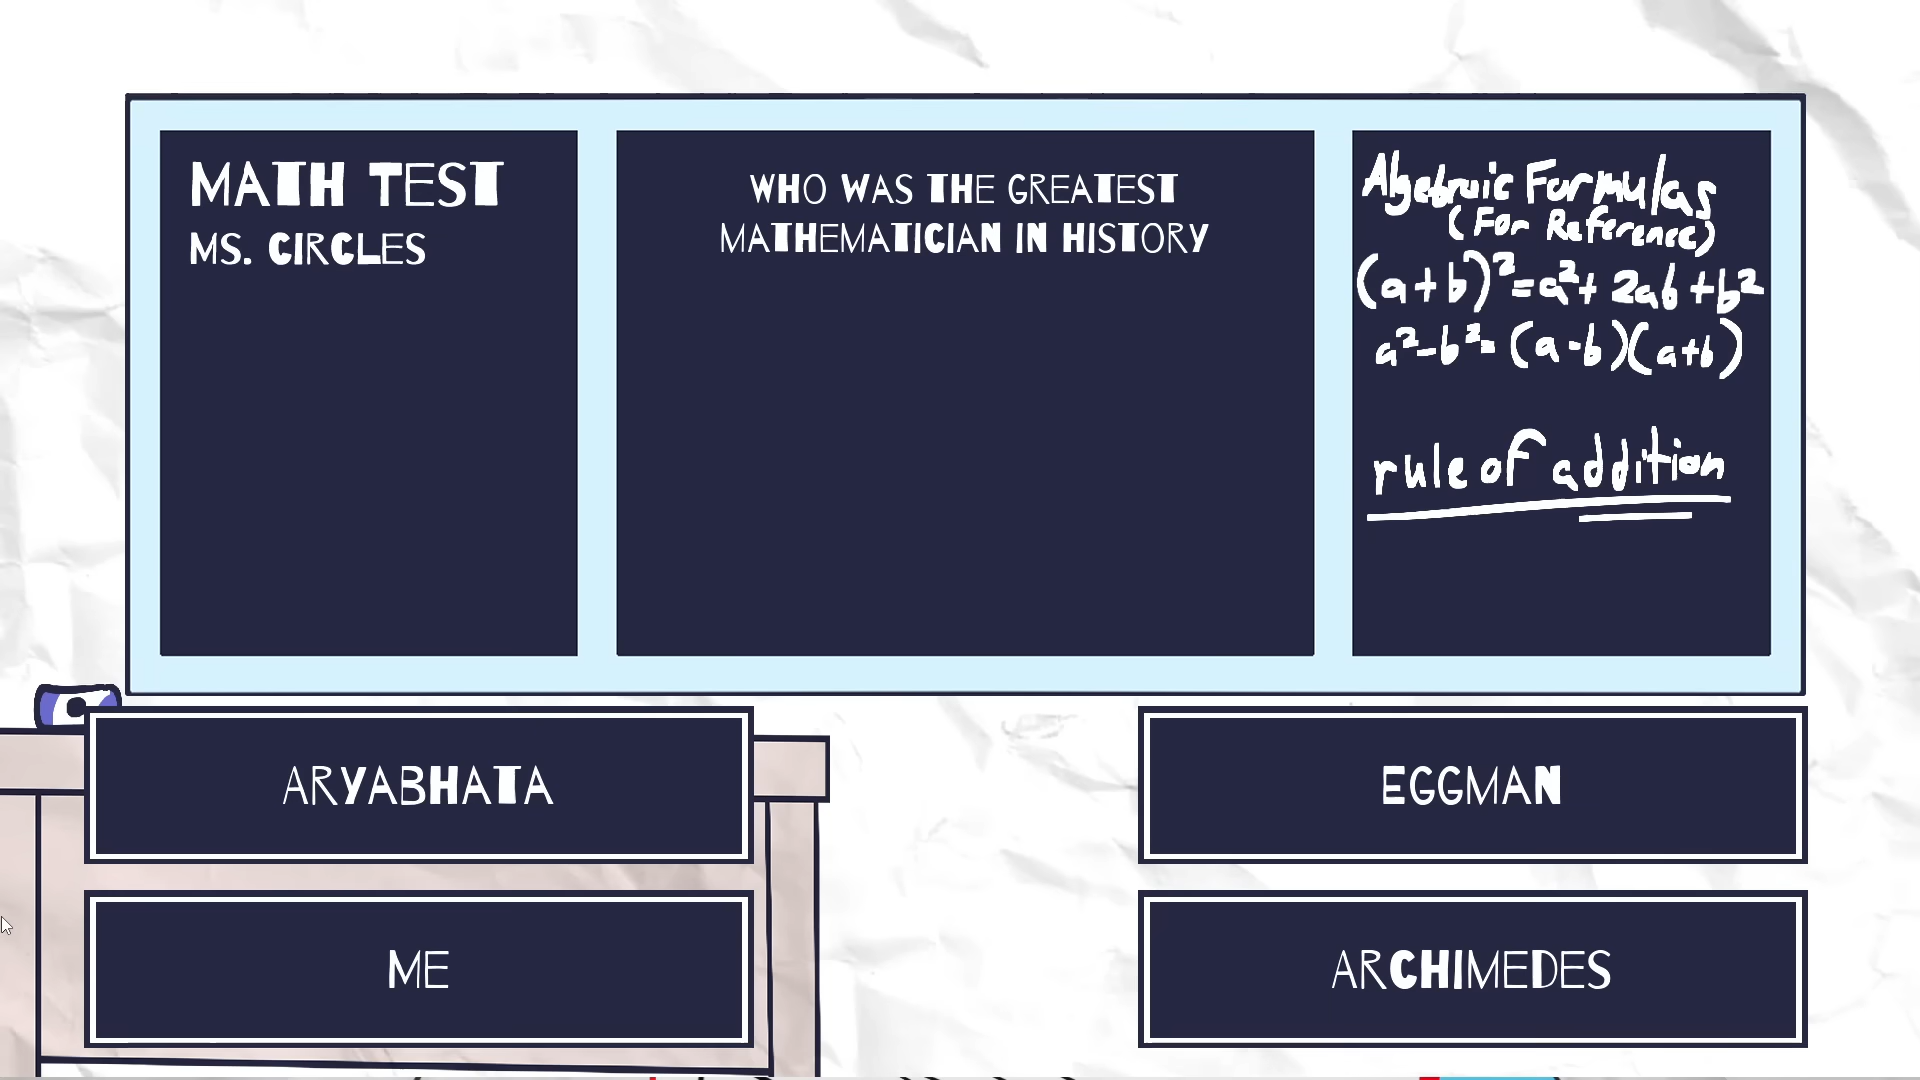 MATH TEST
MS. CIRCLES
WHO WAS THE GREATEST
MATHEMATICIAN IN HISTORY
Algebraic Formulas
(For Reference)
(a+b)²=a²+2ab+b²
a²-b²=(a-b)(a+b)
rule of addition
ARYABHATA
EGGMAN
ME
ARCHIMEDES